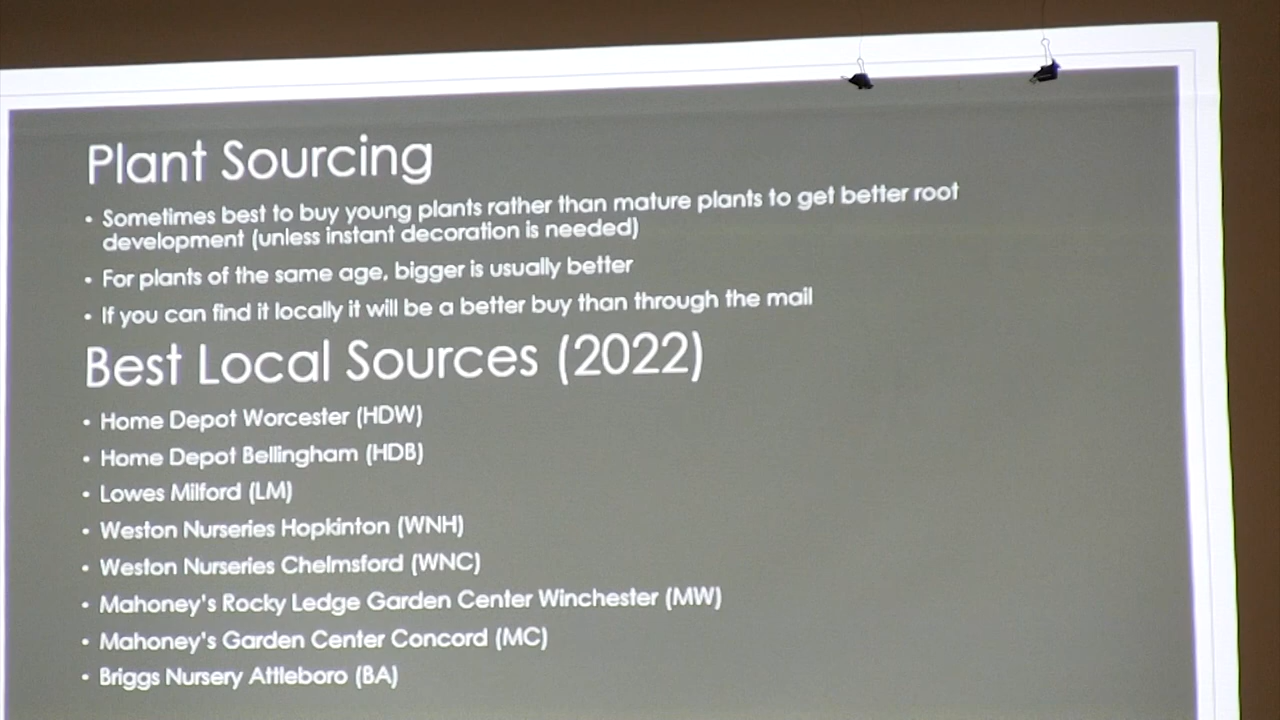 Plant Sourcing
• Sometimes best to buy young plants rather than mature plants to get better root
development (unless instant decoration is needed)
• For plants of the same age, bigger is usually better
• If you can find it locally it will be a better buy than through the mail
Best Local Sources (2022)
• Home Depot Worcester (HDW)
• Home Depot Bellingham (HDB)
• Lowes Milford (LM)
• Weston Nurseries Hopkinton (WNH)
• Weston Nurseries Chelmsford (WNC)
• Mahoney's Rocky Ledge Garden Center Winchester (MW)
• Mahoney's Garden Center Concord (MC)
• Briggs Nursery Attleboro (BA)